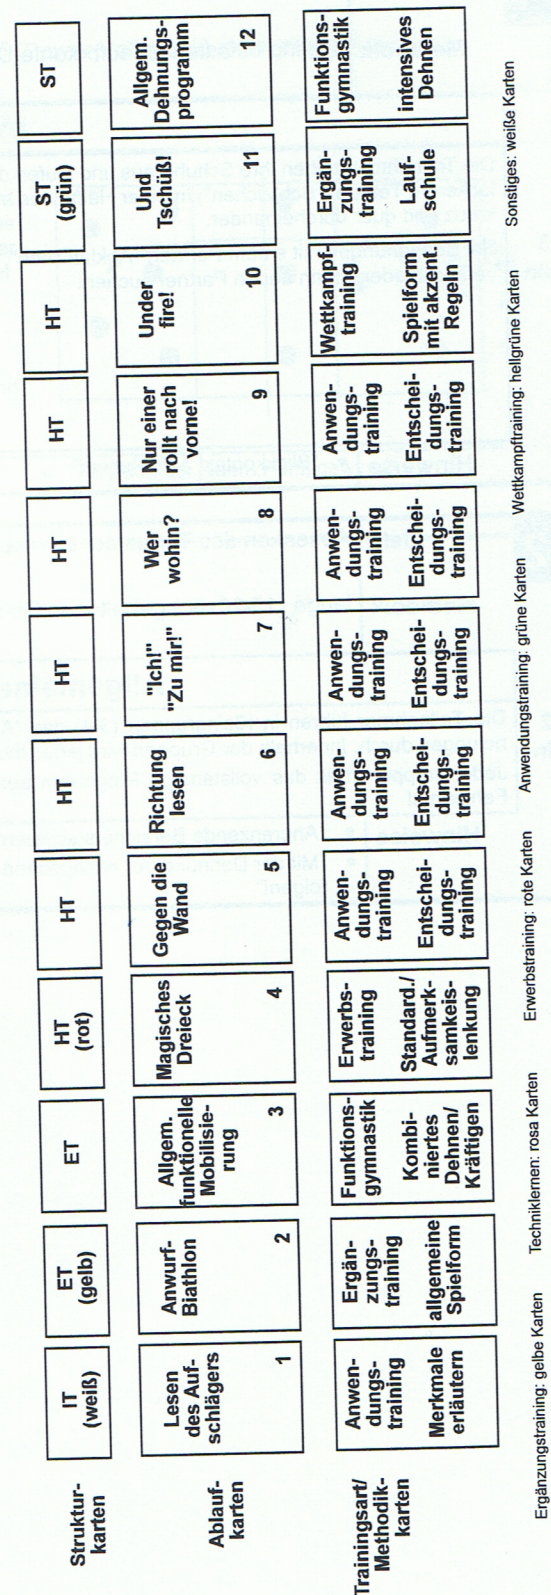 Struktur-
karten
IT
(weiß)
ET
(gelb)
ET
HT
(rot)
HT
HT
HT
HT
HT
HT
ST
(grün)
ST
Ablauf-
karten
Lesen
des Auf-
schlägers
1
Anwurf-
Biathlon
2
Allgem.
funktionelle
Mobilisie-
rung
3
Magisches
Dreieck
4
Gegen die
Wand
5
Richtung
lesen
6
"Ich!"
"Zu mir!"
7
Wer
wohin?
8
Nur einer
rollt nach
vorne!
9
Under
fire!
10
Und
Tschüß!
11
Allgem.
Dehnungs-
programm
12
Trainingsart/
Methodik-
karten
Anwen-
dungs-
training
Merkmale
erläutern
Ergän-
zungs-
training
allgemeine
Spielform
Funktions-
gymnastik
Kombi-
niertes
Dehnen/
Kräftigen
Erwerbs-
training
Standard./
Aufmerk-
samkeis-
lenkung
Anwen-
dungs-
training
Entschei-
dungs-
training
Anwen-
dungs-
training
Entschei-
dungs-
training
Anwen-
dungs-
training
Entschei-
dungs-
training
Anwen-
dungs-
training
Entschei-
dungs-
training
Anwen-
dungs-
training
Entschei-
dungs-
training
Wettkampf-
training
Spielform
mit akzent.
Regeln
Ergän-
zungs-
training
Lauf-
schule
Funktions-
gymnastik
intensives
Dehnen
Ergänzungstraining: gelbe Karten Techniklernen: rosa Karten Erwerbstraining: rote Karten Anwendungstraining: grüne Karten Wettkampftraining: hellgrüne Karten Sonstiges: weiße Karten